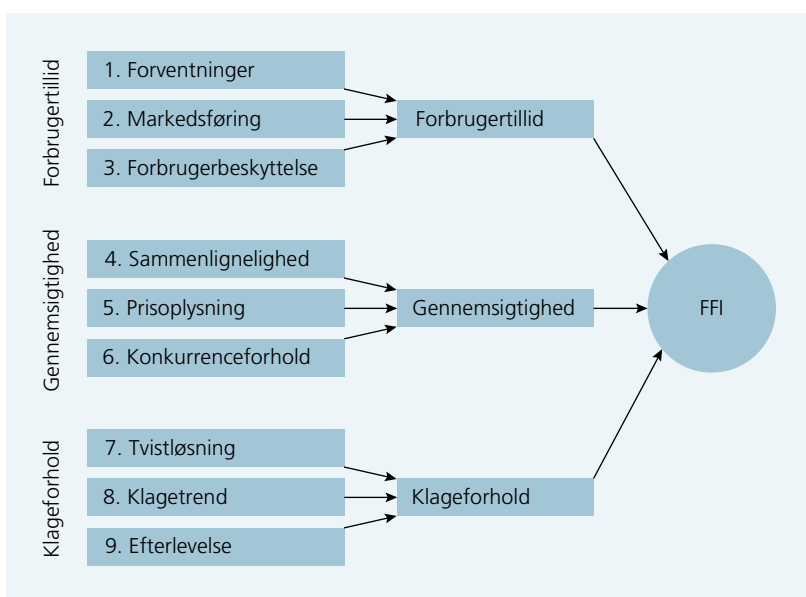 Forbrugertillid
1. Forventninger
2. Markedsføring
3. Forbrugerbeskyttelse
Forbrugertillid
Gennemsigtighed
4. Sammenlignelighed
5. Prisoplysning
6. Konkurrenceforhold
Gennemsigtighed
FFI
Klageforhold
7. Tvistløsning
8. Klagetrend
9. Efterlevelse
Klageforhold